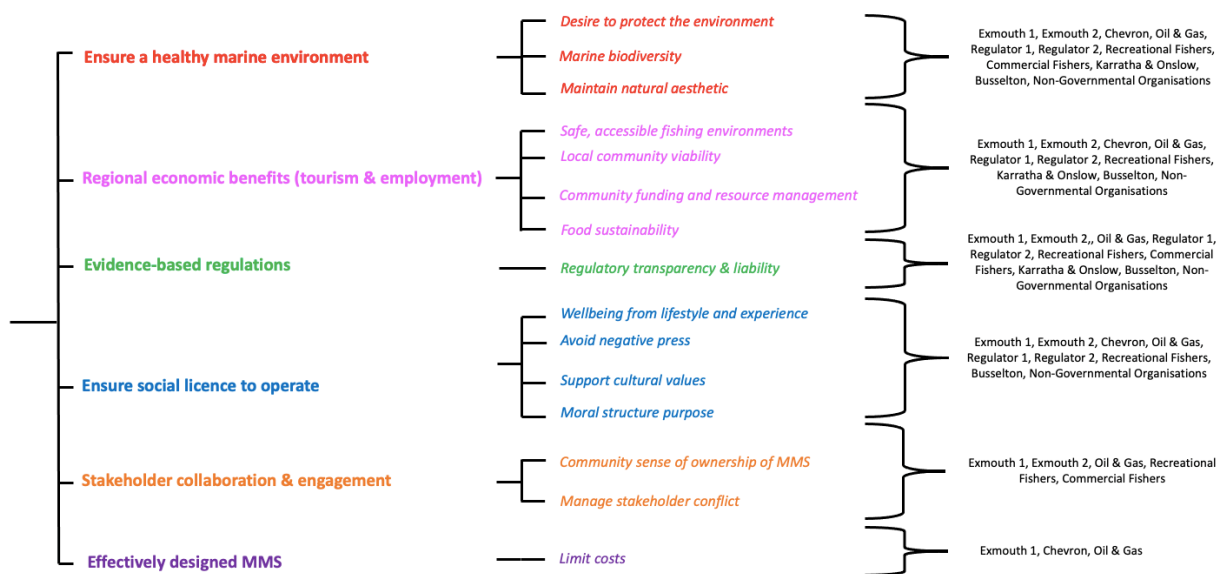 Ensure a healthy marine environment
Desire to protect the environment
Marine biodiversity
Maintain natural aesthetic
Exmouth 1, Exmouth 2, Chevron, Oil & Gas,
Regulator 1, Regulator 2, Recreational Fishers,
Commercial Fishers, Karratha & Onslow,
Busselton, Non-Governmental Organisations
Regional economic benefits (tourism & employment)
Safe, accessible fishing environments
Local community viability
Community funding and resource management
Food sustainability
Exmouth 1, Exmouth 2, Chevron, Oil & Gas,
Regulator 1, Regulator 2, Recreational Fishers,
Karratha & Onslow, Busselton, Non-
Governmental Organisations
Evidence-based regulations
Regulatory transparency & liability
Exmouth 1, Exmouth 2,, Oil & Gas, Regulator 1,
Regulator 2, Recreational Fishers, Commercial
Fishers, Karratha & Onslow, Busselton, Non-
Governmental Organisations
Ensure social licence to operate
Wellbeing from lifestyle and experience
Avoid negative press
Support cultural values
Moral structure purpose
Exmouth 1, Exmouth 2, Chevron, Oil & Gas,
Regulator 1, Regulator 2, Recreational Fishers,
Busselton, Non-Governmental Organisations
Stakeholder collaboration & engagement
Community sense of ownership of MMS
Manage stakeholder conflict
Exmouth 1, Exmouth 2, Oil & Gas, Recreational
Fishers, Commercial Fishers
Effectively designed MMS
Limit costs
Exmouth 1, Chevron, Oil & Gas